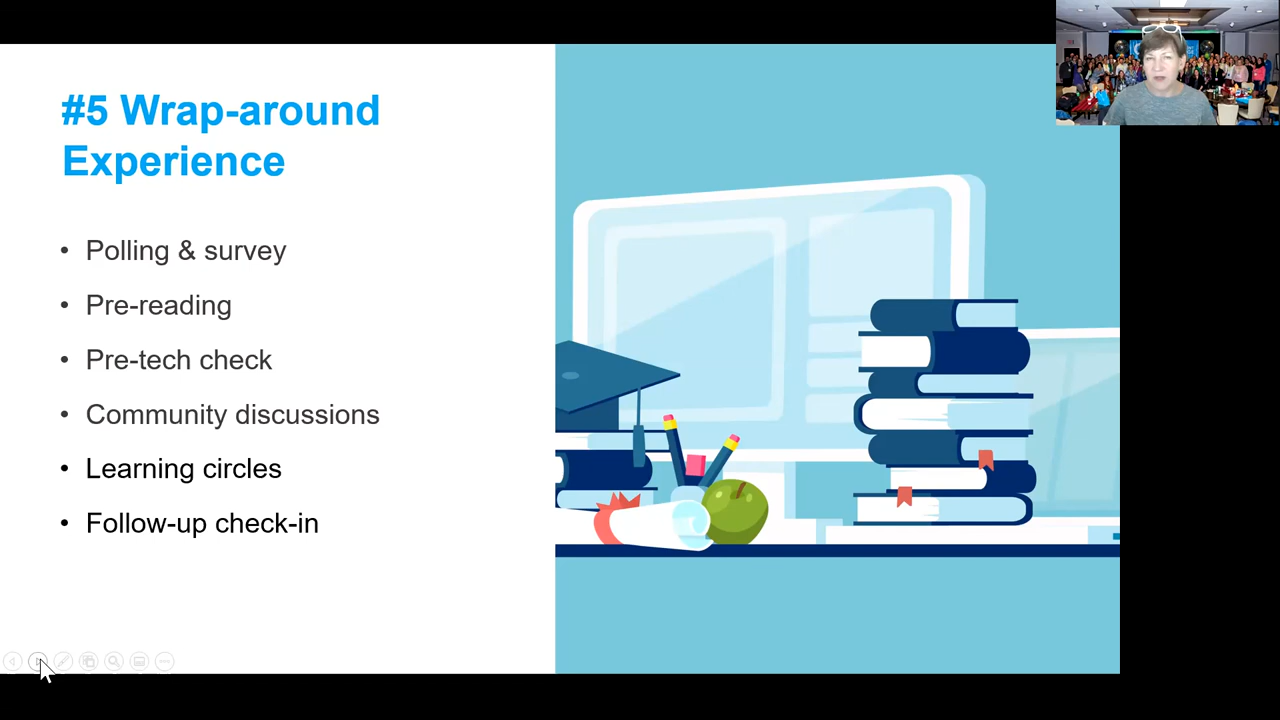 #5 Wrap-around
Experience
• Polling & survey
• Pre-reading
• Pre-tech check
• Community discussions
• Learning circles
• Follow-up check-in